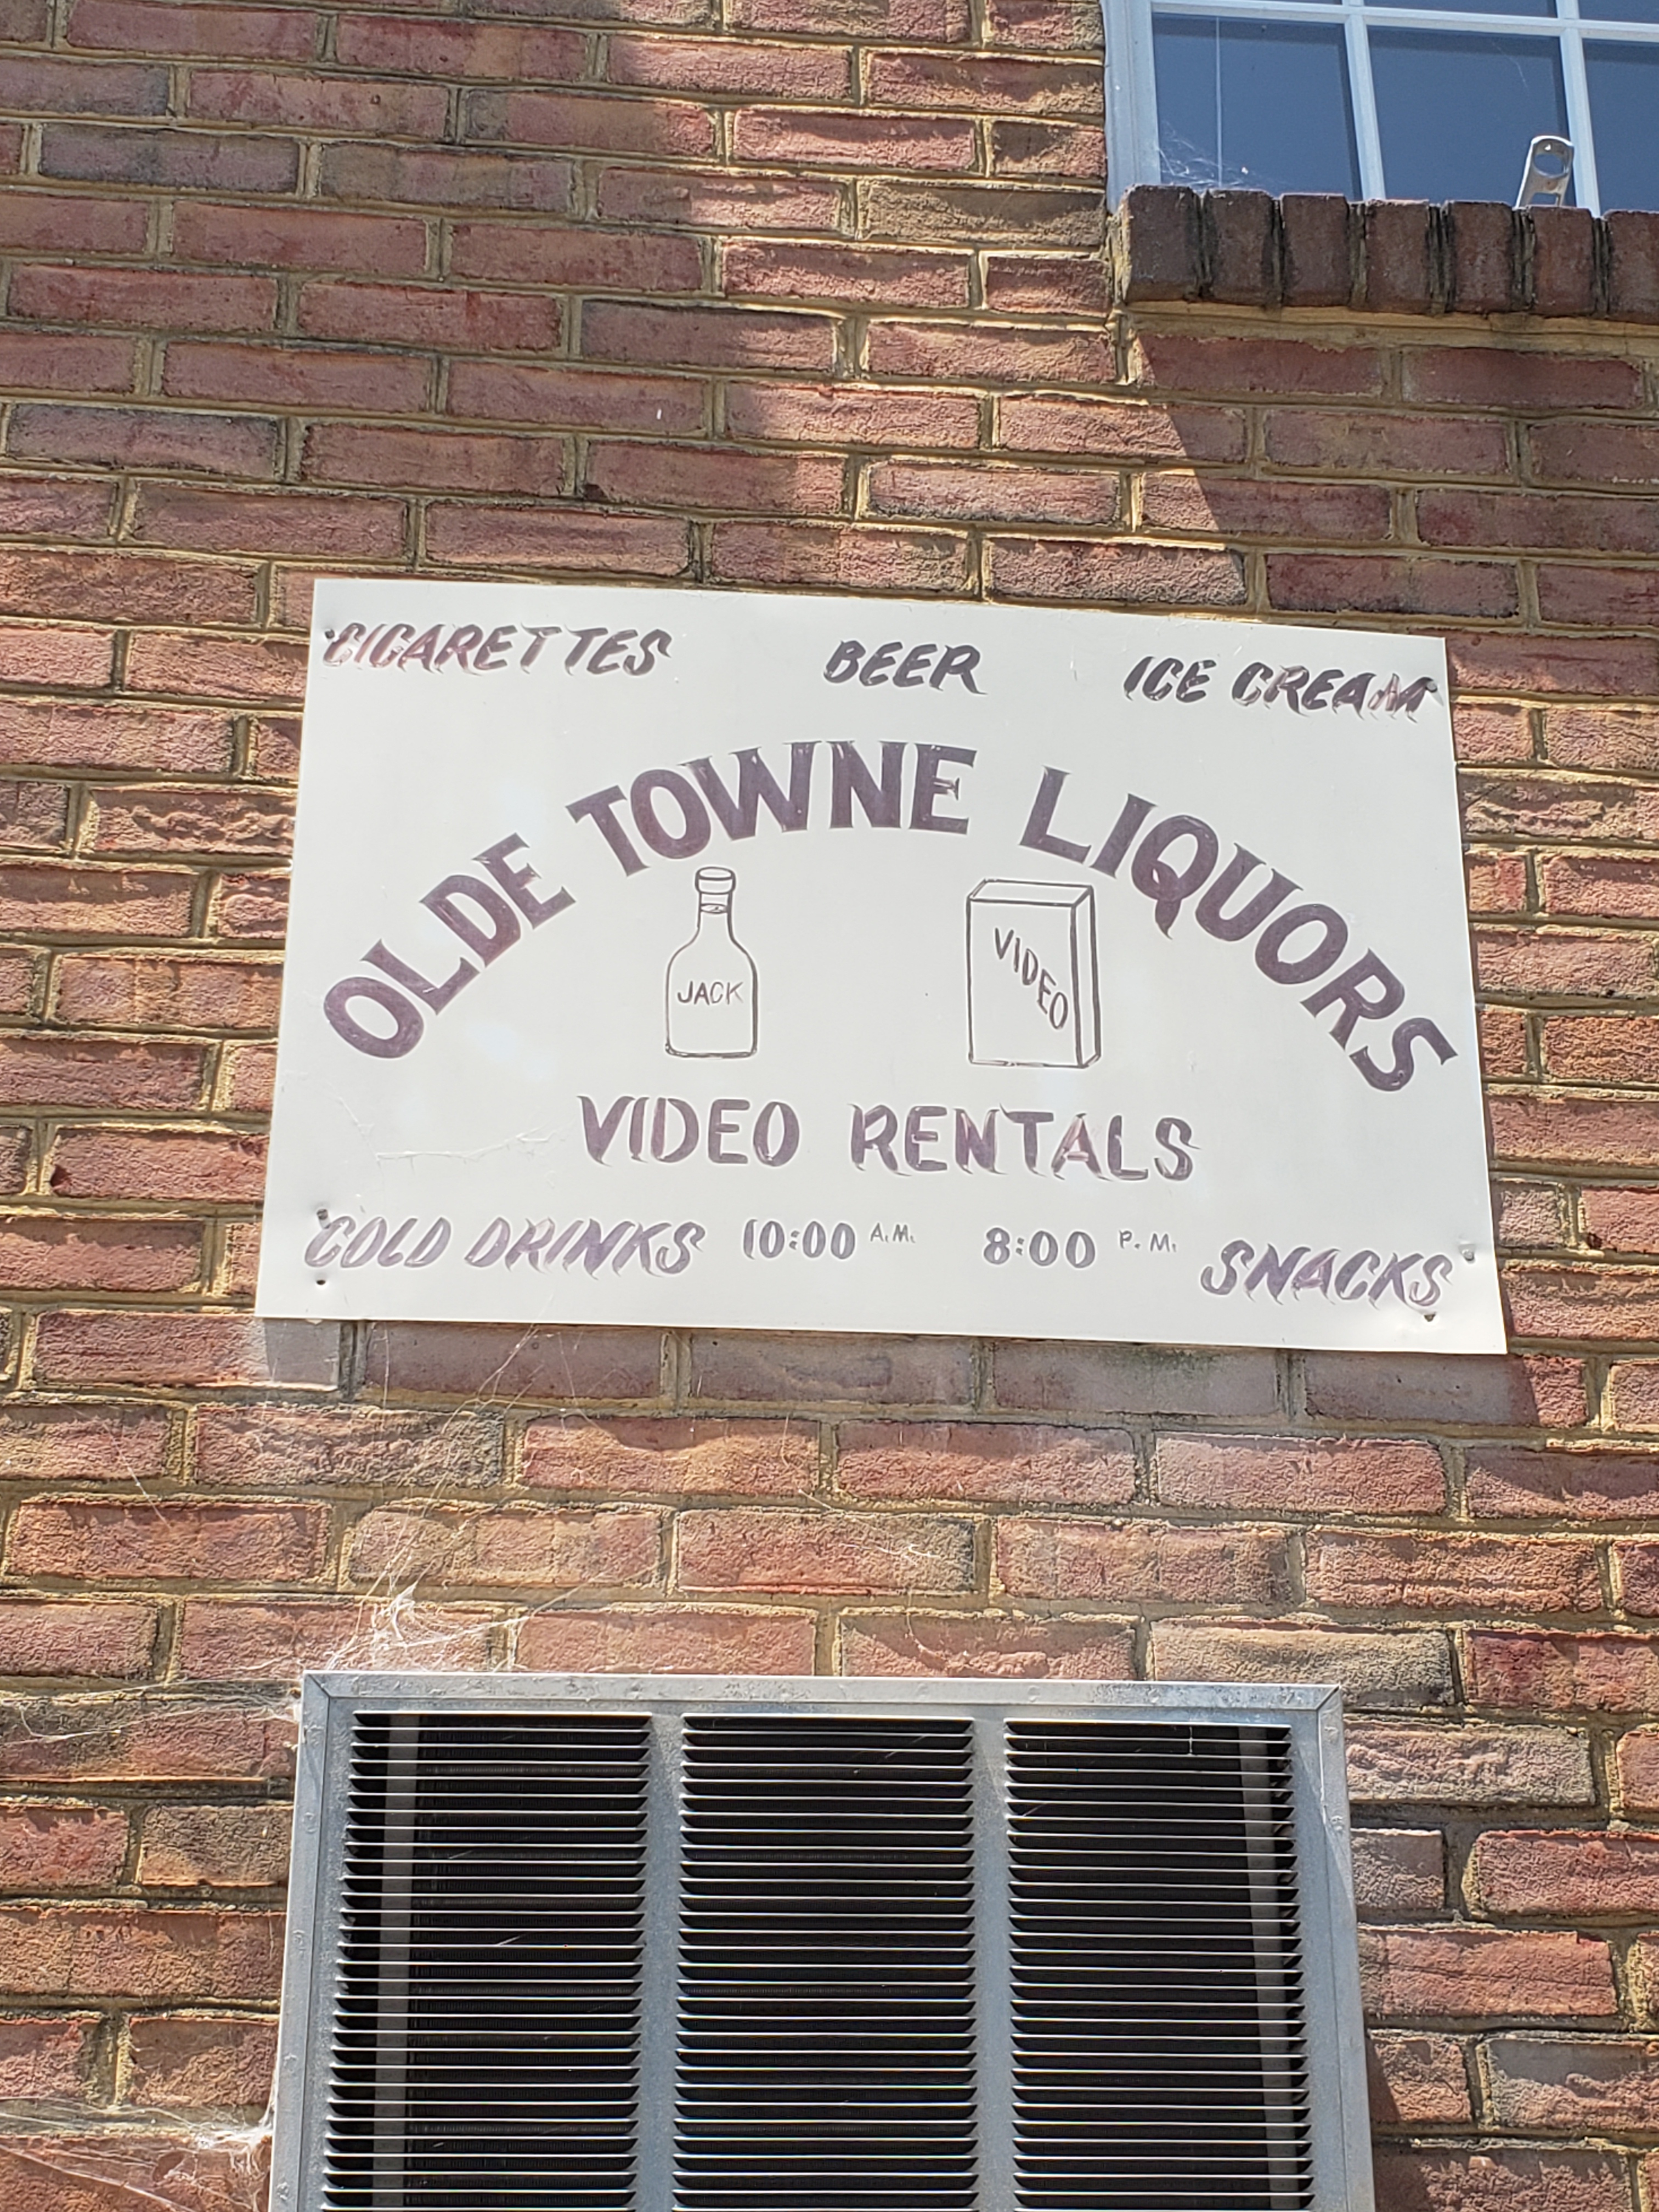 CIGARETTES BEER ICE CREAM
OLDE TOWNE LIQUORS
JACK
VIDEO
VIDEO RENTALS
COLD DRINKS 10:00 A.M. 8:00 P.M. SNACKS